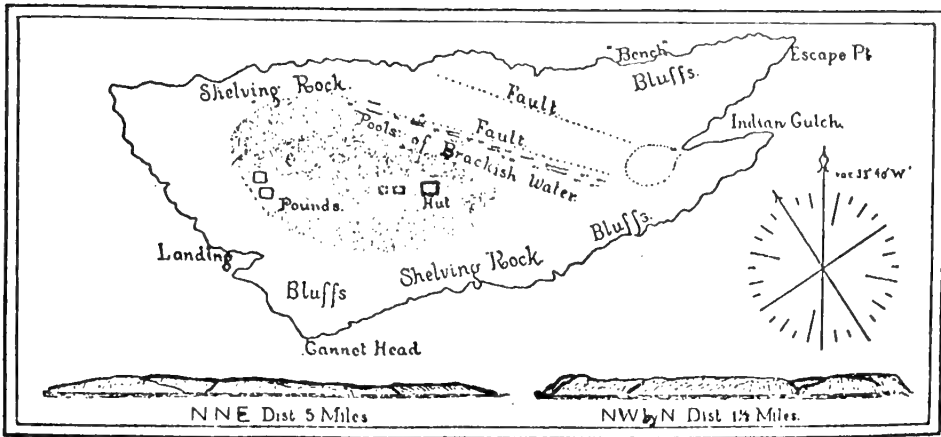 "Bench"
Bluffs.
Escape Pt
Shelving Rock.
Fault
Indian Gulch.
Fault
Pools of Brackish Water.
Pounds.
Hut
Landing
Bluffs
Shelving Rock
Bluffs.
Gannet Head
NNE Dist 5 Miles
NW by N Dist 1½ Miles.